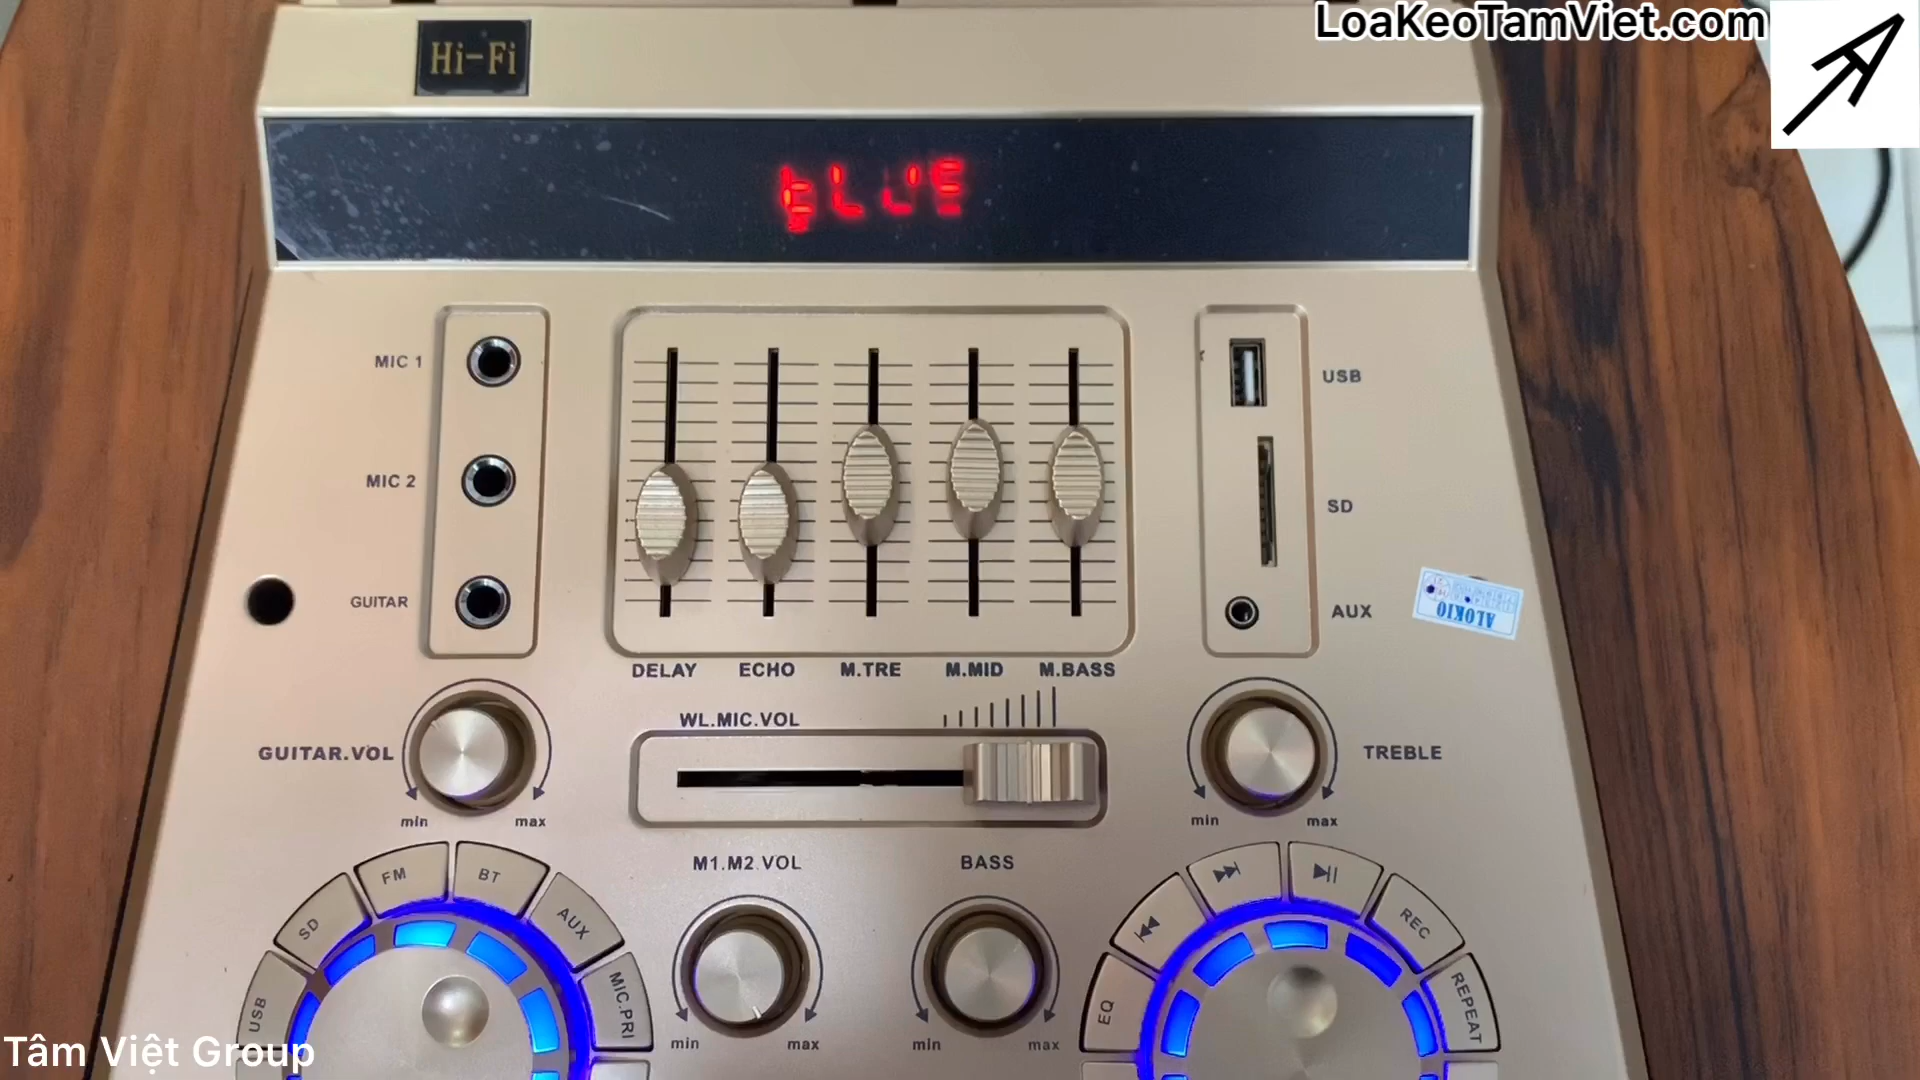 LoaKeoTamViet.com
Hi-Fi
BLUE
MIC 1
USB
MIC 2
SD
GUITAR
AUX
ALOKIO
DELAY ECHO M.TRE M.MID M.BASS
WL.MIC.VOL
GUITAR.VOL
TREBLE
min max
min max
M1.M2.VOL
BASS
USB SD FM BT AUX MIC.PRI
EQ REC REPEAT
min max
min max
Tâm Việt Group